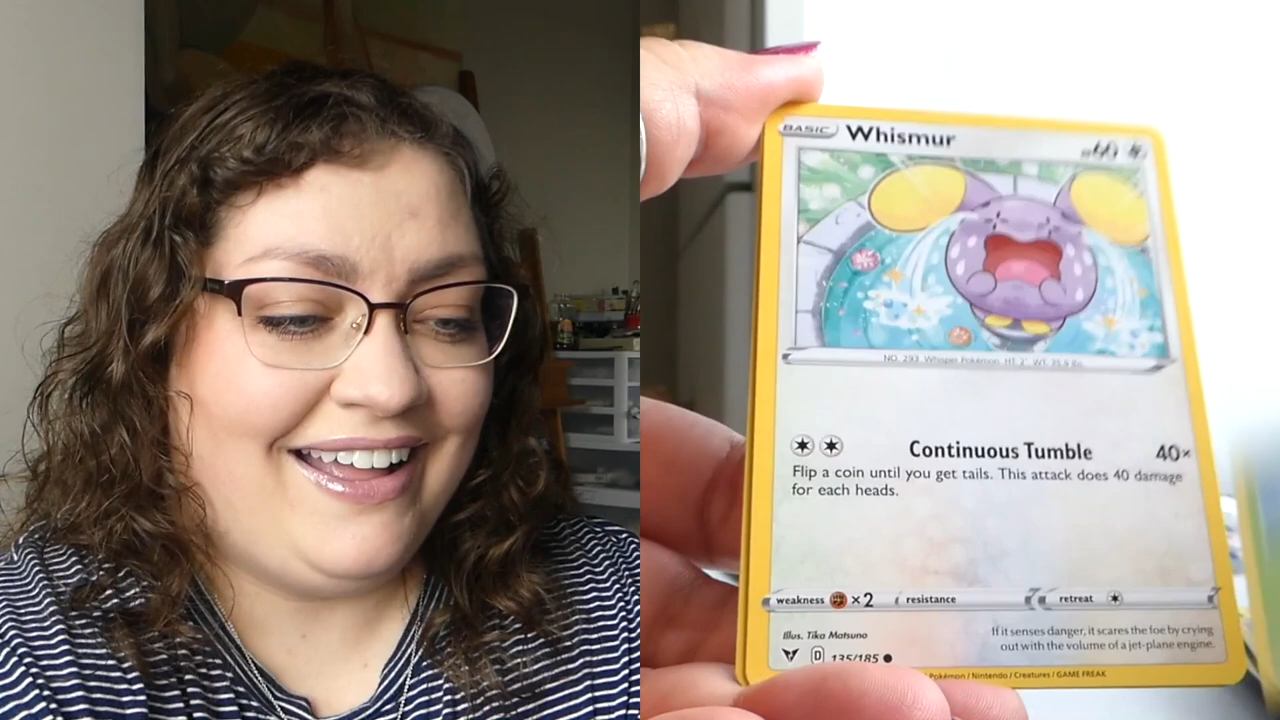 BASIC Whismur 60
NO. 293 Whisper Pokémon HT. 2' WT. 35.9 lbs.
Continuous Tumble 40×
Flip a coin until you get tails. This attack does 40 damage
for each heads.
weakness ×2 resistance retreat
Illus. Tika Matsuno
If it senses danger, it scares the foe by crying
out with the volume of a jet-plane engine.
D 135/185
Pokémon / Nintendo / Creatures / GAME FREAK